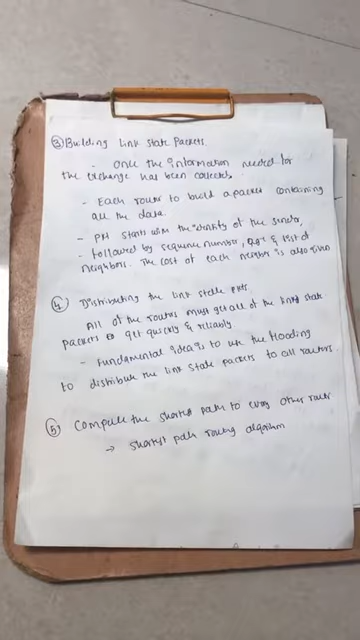 ③ Building Link State Packets.
- Once the information needed for
the exchange has been collected,
- Each router to build a packet containing
all the data.
- Pkt starts with the identity of the sender,
- followed by sequence number, age & list of
neighbors. The cost of each neighbor is also given
④ Distributing the link state pkts
All of the routers must get all of the link state
packets to get quickly & reliably
- Fundamental idea is to use the flooding
to distribute the link state packets to all routers.
⑤ Compute the shortest path to every other router
→ shortest path routing algorithm